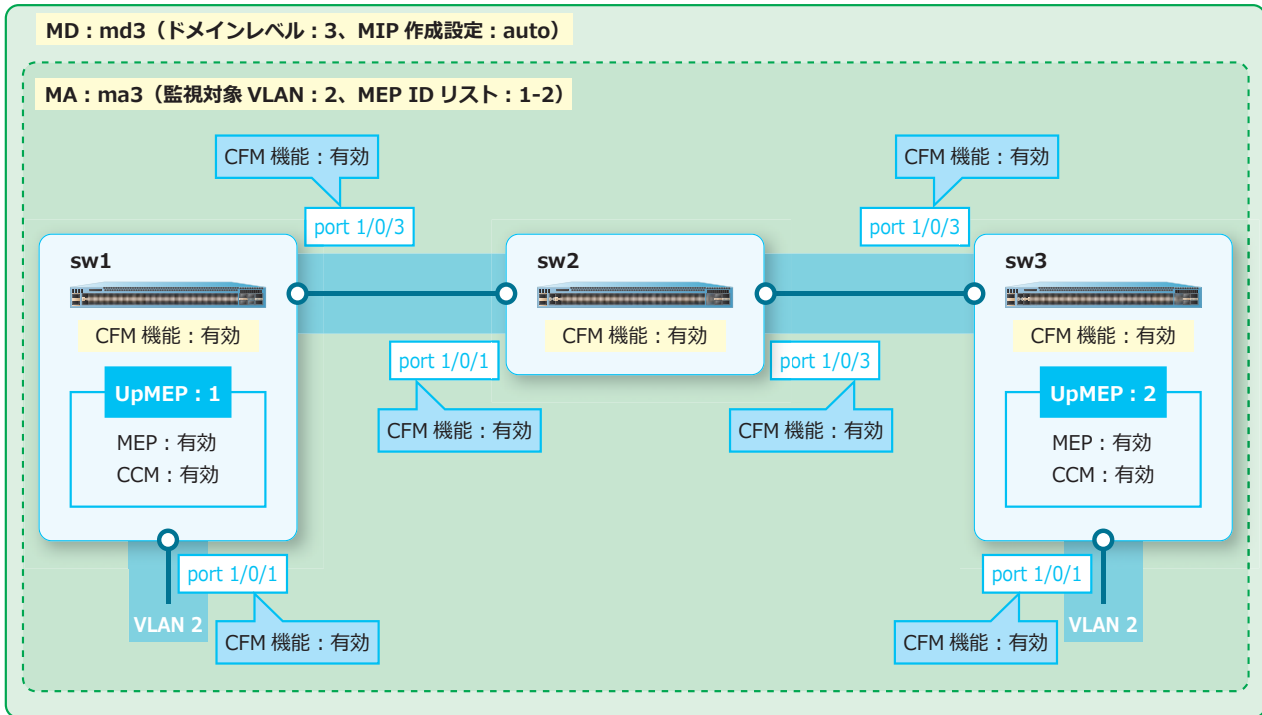 MD：md3（ドメインレベル：3、MIP 作成設定：auto）
MA：ma3（監視対象 VLAN：2、MEP ID リスト：1-2）
CFM 機能：有効
CFM 機能：有効
port 1/0/3
port 1/0/3
sw1
sw2
sw3
CFM 機能：有効
CFM 機能：有効
CFM 機能：有効
port 1/0/1
port 1/0/3
UpMEP：1
UpMEP：2
CFM 機能：有効
CFM 機能：有効
MEP：有効
MEP：有効
CCM：有効
CCM：有効
port 1/0/1
port 1/0/1
VLAN 2
VLAN 2
CFM 機能：有効
CFM 機能：有効